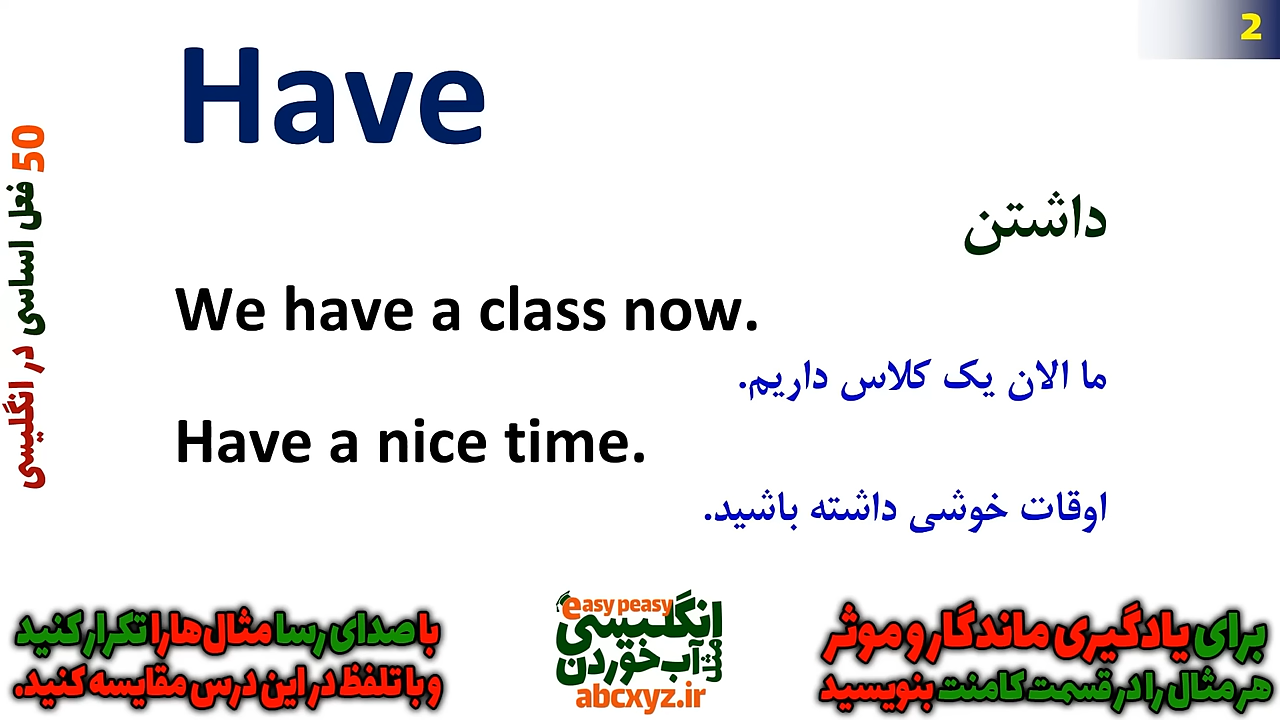 2
Have
داشتن
We have a class now.
ما الان یک کلاس داریم.
Have a nice time.
اوقات خوشی داشته باشید.
50 فعل اساسی در انگلیسی
برای یادگیری ماندگار و موثر
هر مثال را در قسمت کامنت بنویسید
easy peasy
انگلیسی
مثل آب خوردن
abcxyz.ir
با صدای رسا مثال‌ها را تکرار کنید
و با تلفظ در این درس مقایسه کنید.